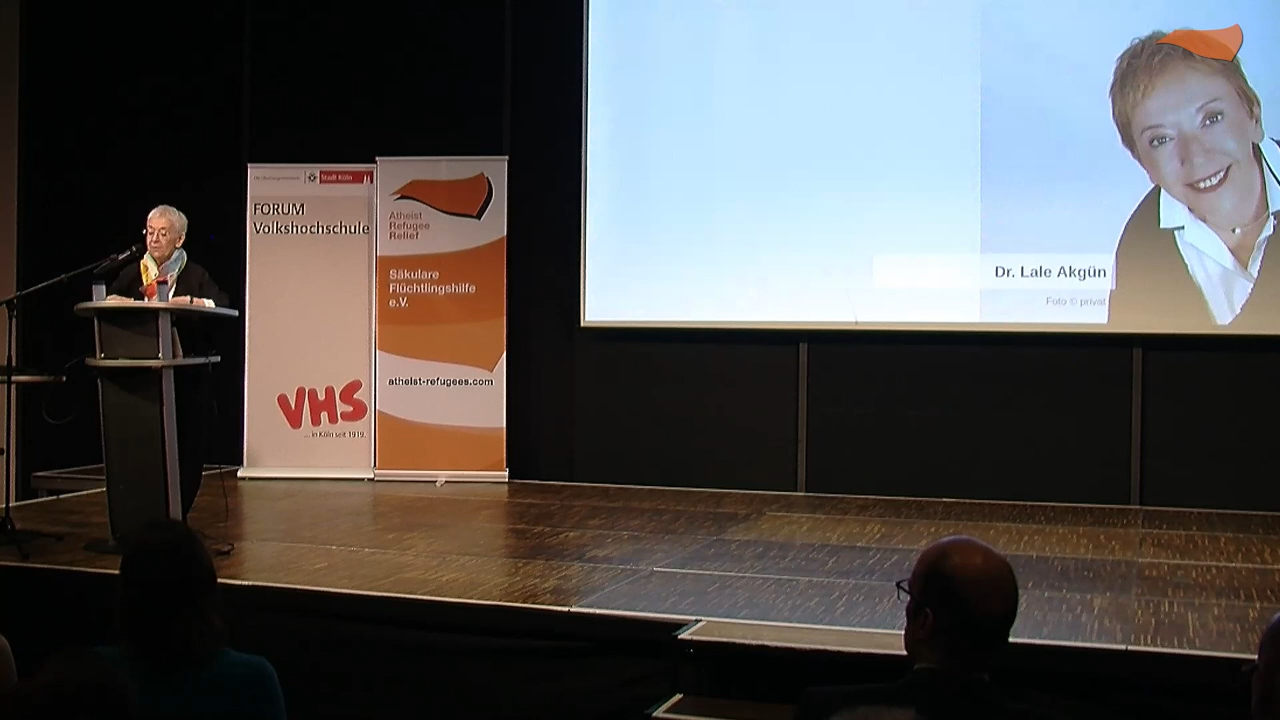 Stadt Köln
FORUM
Volkshochschule
VHS
... in Köln seit 1919.
Atheist
Refugee
Relief
Säkulare
Flüchtlingshilfe
e.V.
atheist-refugees.com
Dr. Lale Akgün
Foto © privat